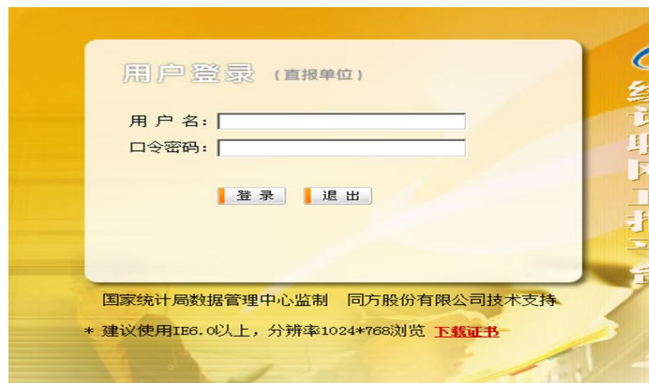 用户登录 （直报单位）
用 户 名：
口令密码：
登 录 退 出
国家统计局数据管理中心监制 同方股份有限公司技术支持
* 建议使用IE6.0以上，分辨率1024*768浏览 下载证书